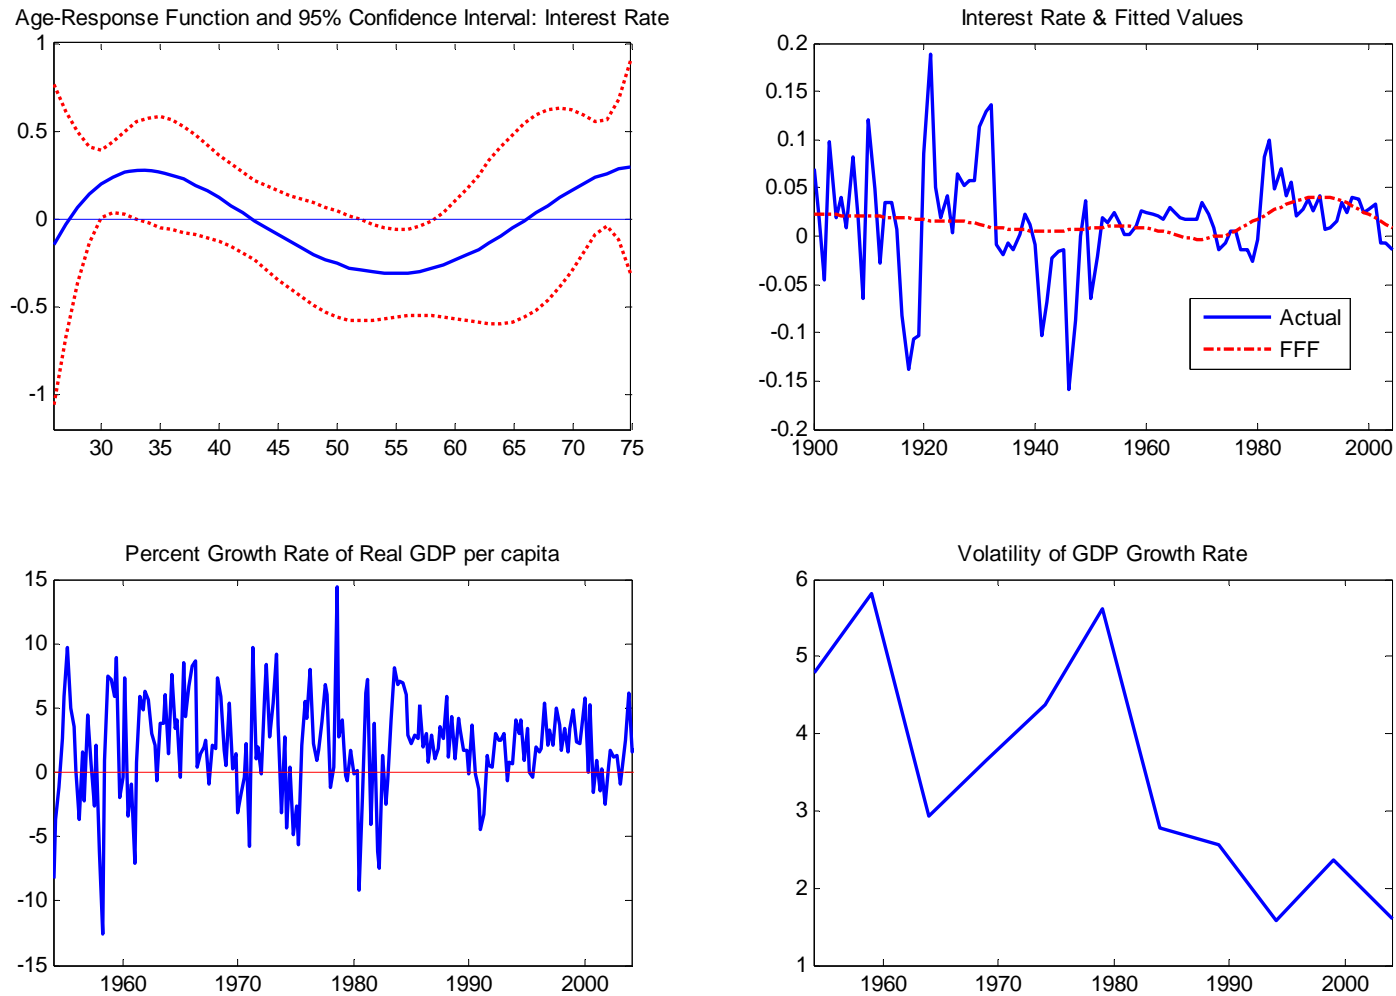 Age-Response Function and 95% Confidence Interval: Interest Rate
1
0.5
0
-0.5
-1
30 35 40 45 50 55 60 65 70 75
Interest Rate & Fitted Values
0.2
0.15
0.1
0.05
0
-0.05
-0.1
-0.15
-0.2
1900 1920 1940 1960 1980 2000
Actual
FFF
Percent Growth Rate of Real GDP per capita
15
10
5
0
-5
-10
-15
1960 1970 1980 1990 2000
Volatility of GDP Growth Rate
6
5
4
3
2
1
1960 1970 1980 1990 2000